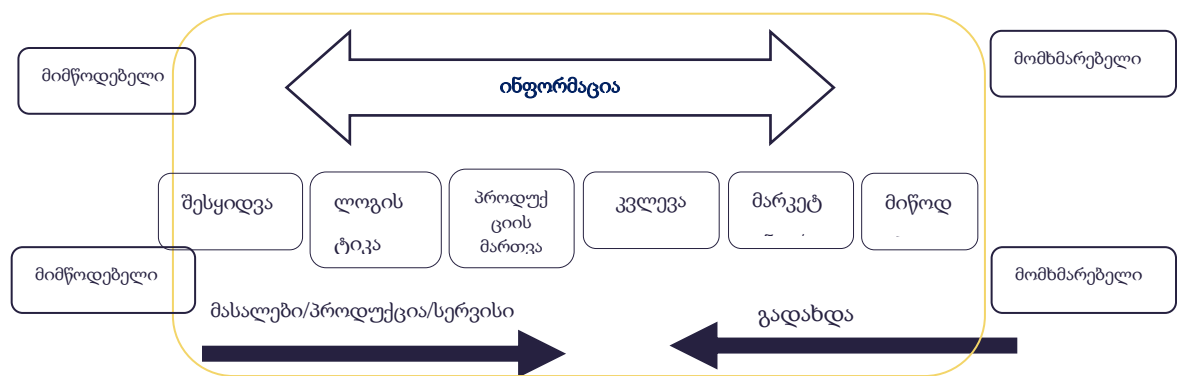 მიმწოდებელი
მომხმარებელი
ინფორმაცია
შესყიდვა
ლოგის
ტიკა
პროდუქ
ციის
მართვა
კვლევა
მარკეტ
მიწოდ
მიმწოდებელი
მომხმარებელი
მასალები/პროდუქცია/სერვისი
გადახდა